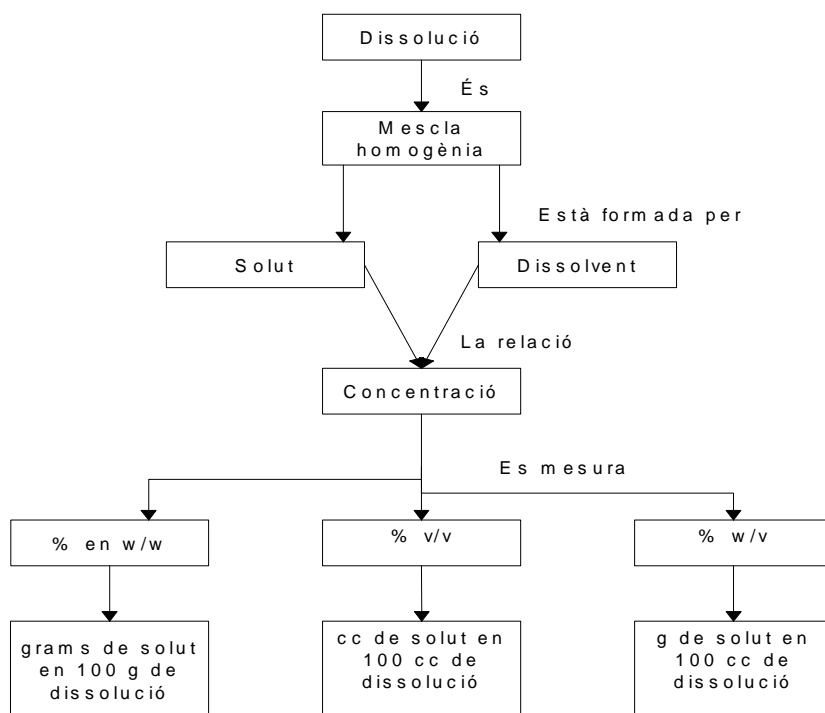 Dissolució
És
Mescla
homogènia
Està formada per
Solut
Dissolvent
La relació
Concentració
Es mesura
% en w/w
% v/v
% w/v
grams de solut
en 100 g de
dissolució
cc de solut en
100 cc de
dissolució
g de solut en
100 cc de
dissolució